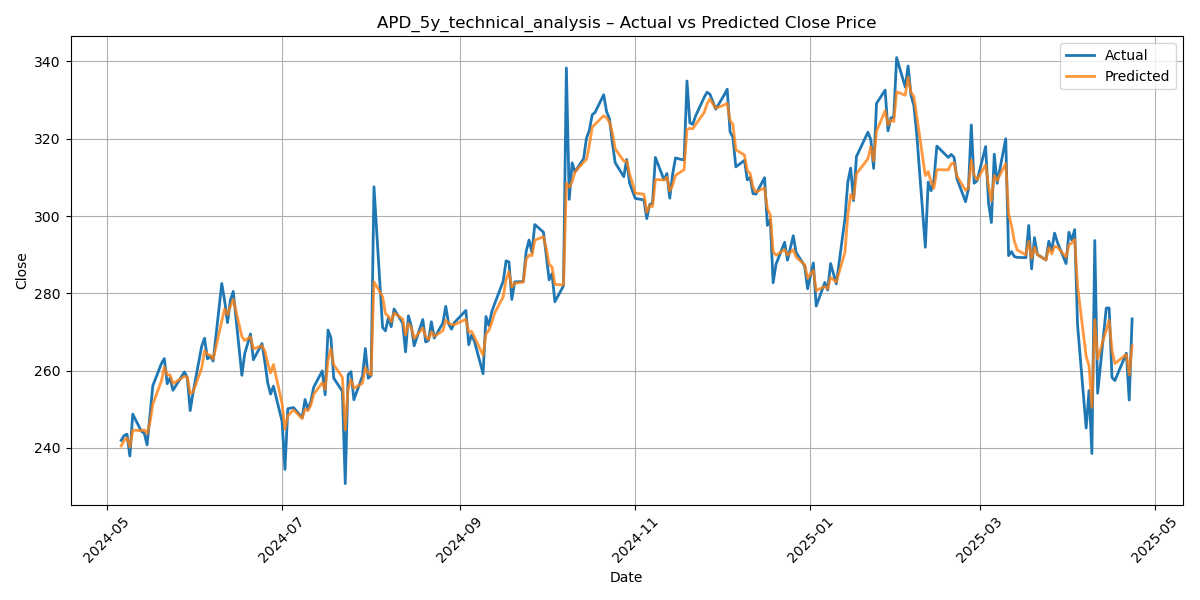 APD_5y_technical_analysis – Actual vs Predicted Close Price
Actual
Predicted
340
320
300
280
260
240
Close
2024-05
2024-07
2024-09
2024-11
2025-01
2025-03
2025-05
Date